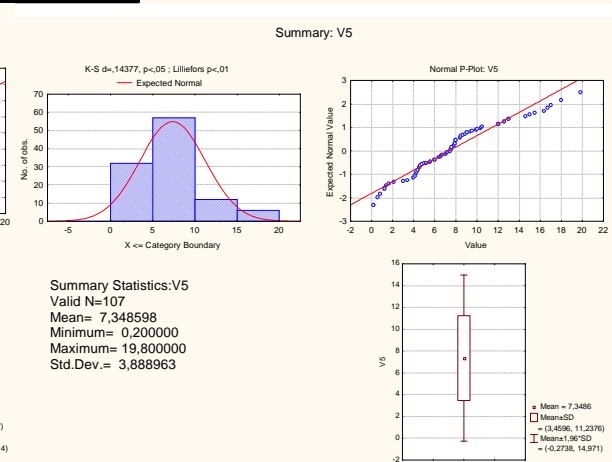 Summary: V5
K-S d=,14377, p<,05 ; Lilliefors p<,01
Expected Normal
70
60
50
40
30
20
10
0
No. of obs.
-5 0 5 10 15 20
X <= Category Boundary
20
Normal P-Plot: V5
3
2
1
0
-1
-2
-3
Expected Normal Value
-2 0 2 4 6 8 10 12 14 16 18 20 22
Value
Summary Statistics:V5
Valid N=107
Mean= 7,348598
Minimum= 0,200000
Maximum= 19,800000
Std.Dev.= 3,888963
16
14
12
10
8
6
4
2
0
-2
V5
Mean = 7,3486
Mean±SD
= (3,4596, 11,2376)
Mean±1,96*SD
= (-0,2738, 14,971)
)
4)